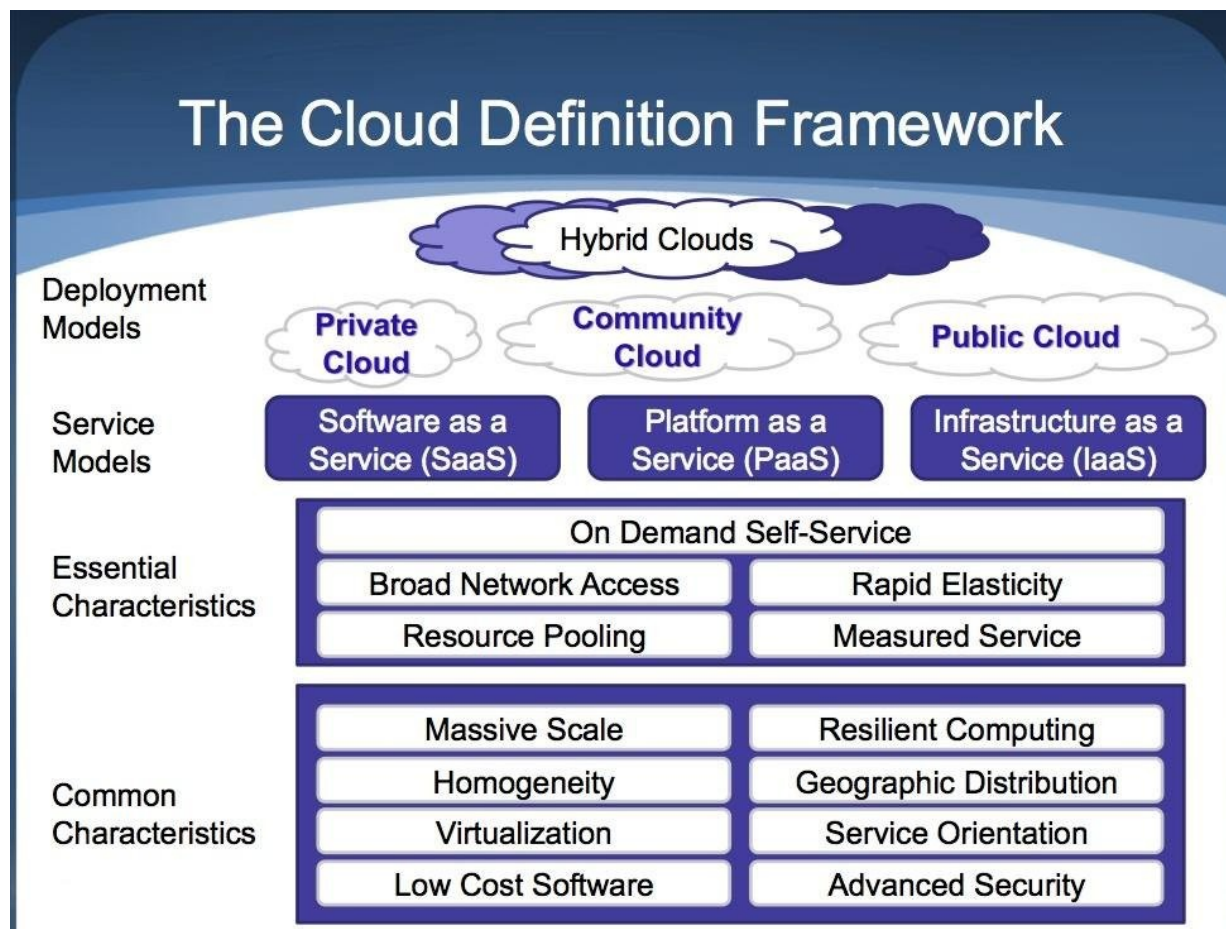 The Cloud Definition Framework
Hybrid Clouds
Deployment
Models
Private
Cloud
Community
Cloud
Public Cloud
Service
Models
Software as a
Service (SaaS)
Platform as a
Service (PaaS)
Infrastructure as a
Service (IaaS)
Essential
Characteristics
On Demand Self-Service
Broad Network Access
Rapid Elasticity
Resource Pooling
Measured Service
Common
Characteristics
Massive Scale
Resilient Computing
Homogeneity
Geographic Distribution
Virtualization
Service Orientation
Low Cost Software
Advanced Security